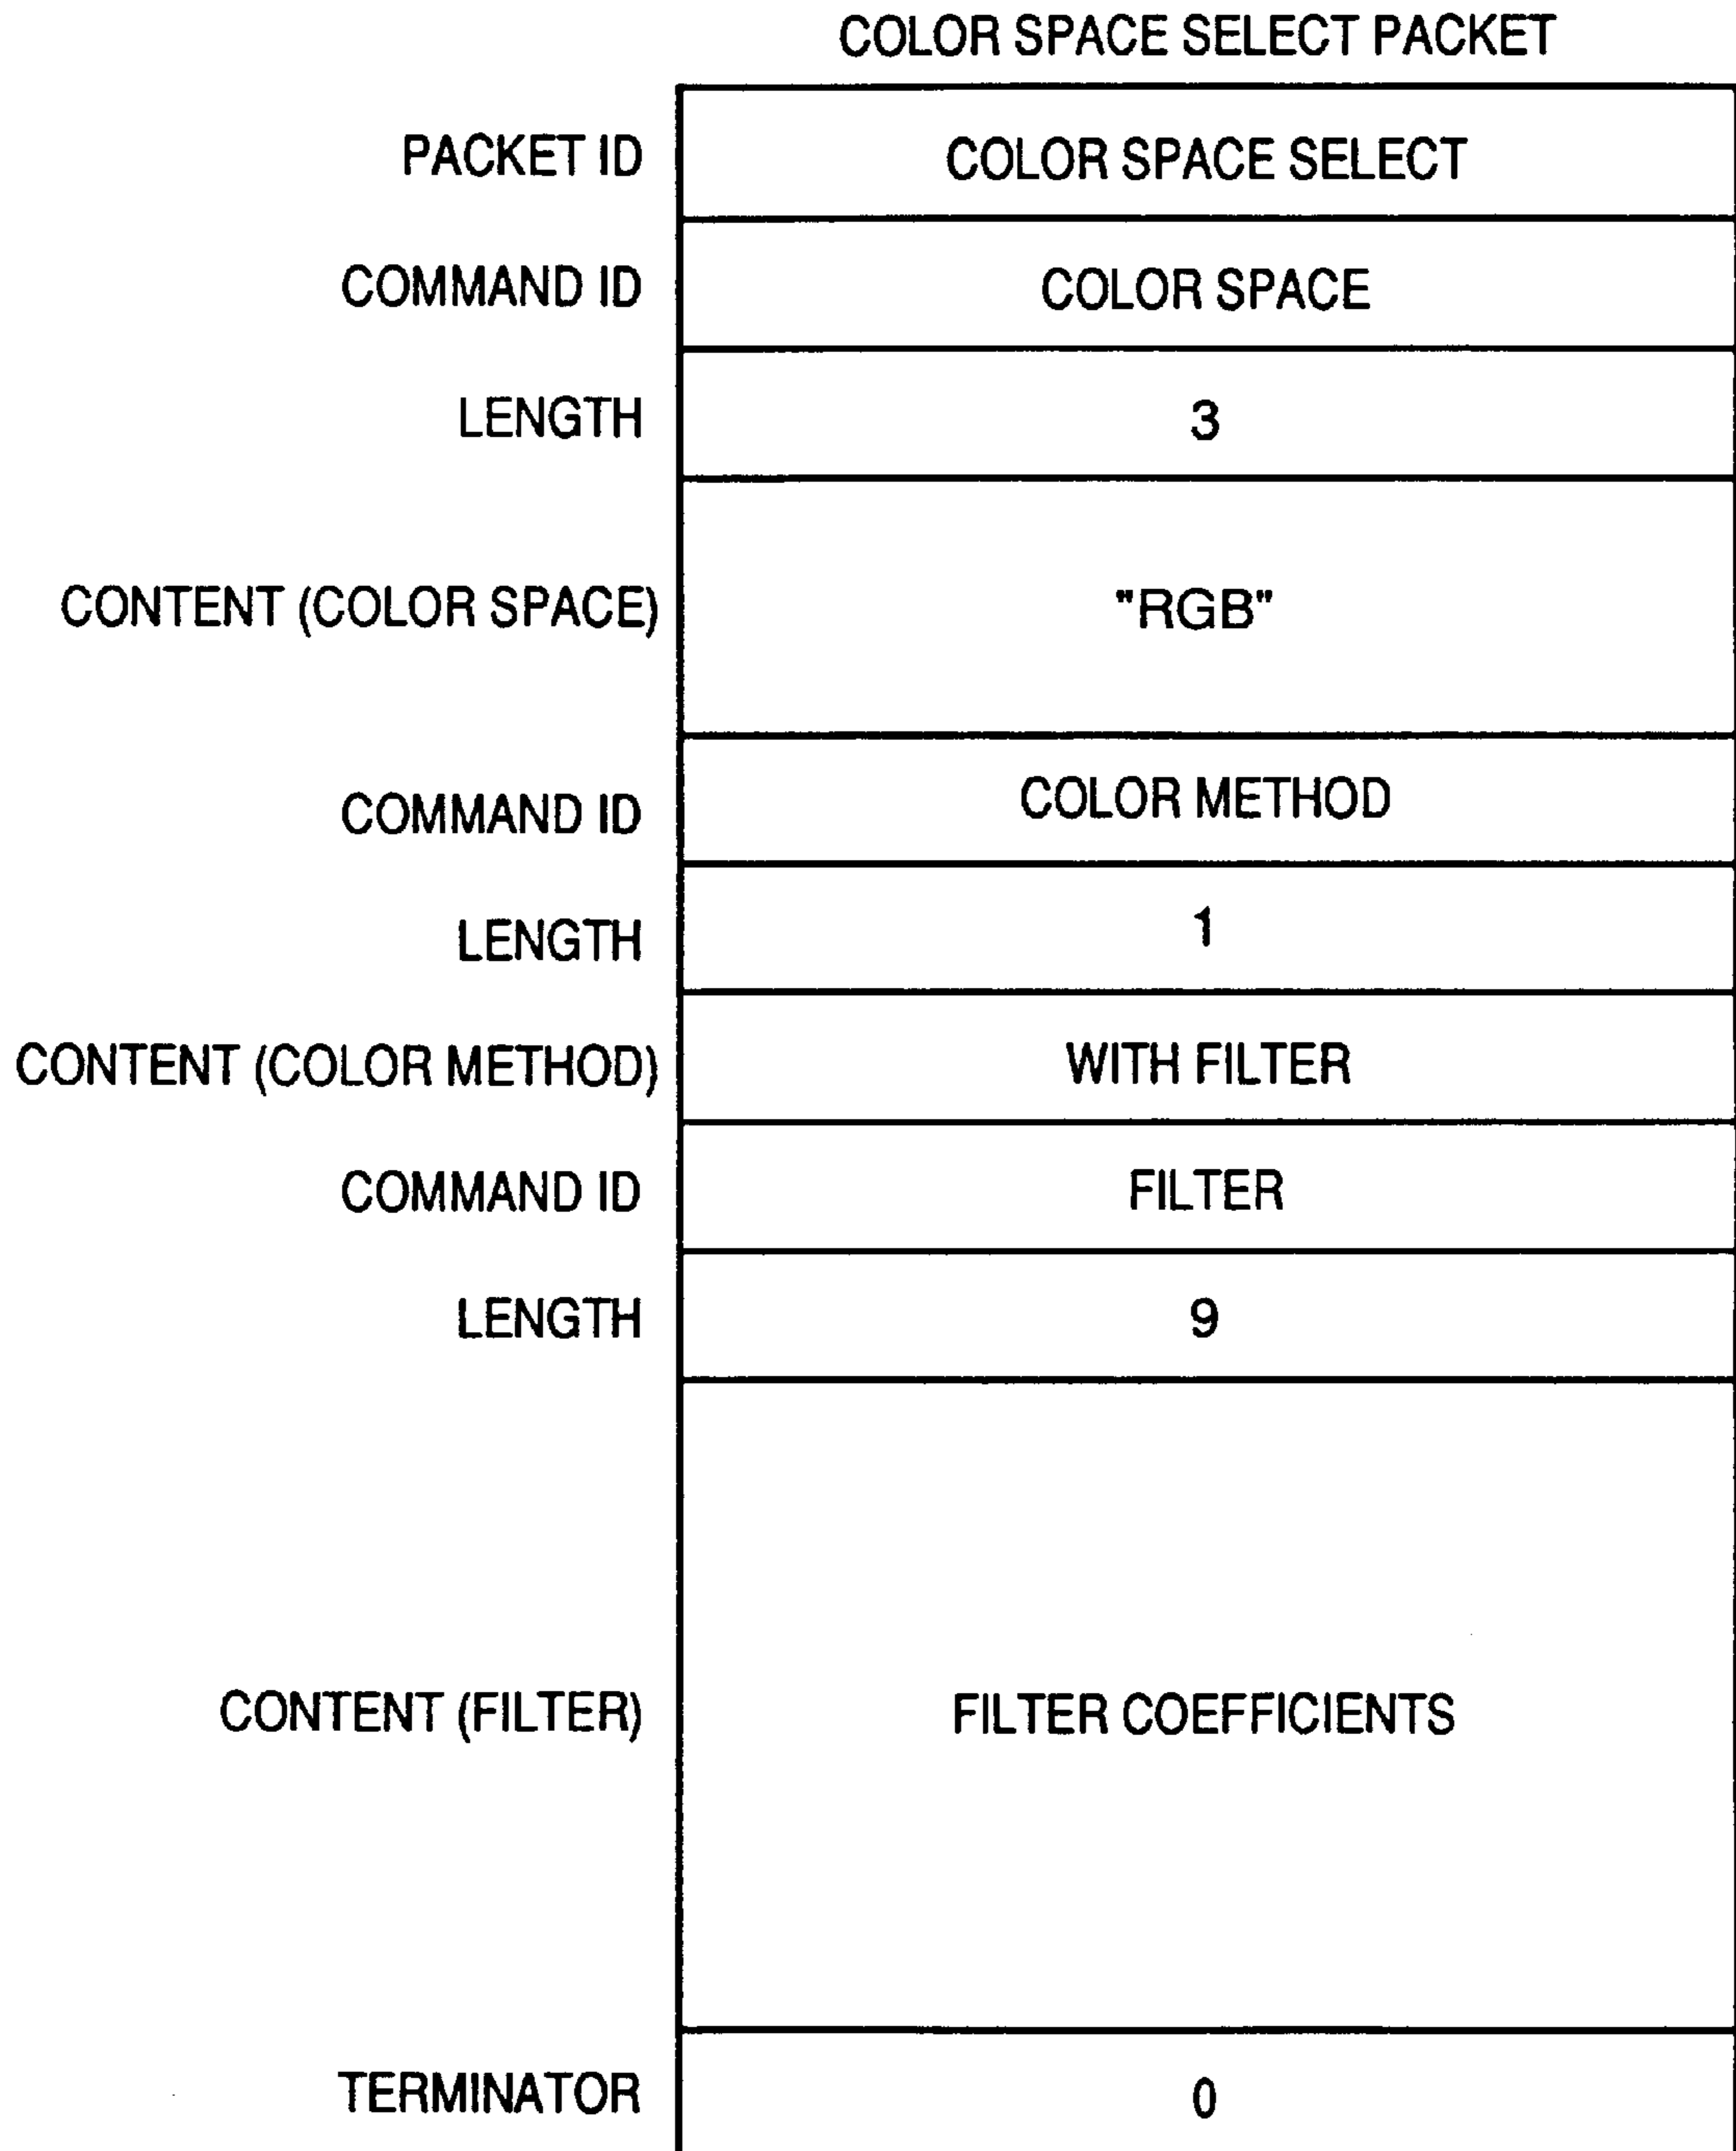 COLOR SPACE SELECT PACKET
PACKET ID COLOR SPACE SELECT
COMMAND ID COLOR SPACE
LENGTH 3
CONTENT (COLOR SPACE) "RGB"
COMMAND ID COLOR METHOD
LENGTH 1
CONTENT (COLOR METHOD) WITH FILTER
COMMAND ID FILTER
LENGTH 9
CONTENT (FILTER) FILTER COEFFICIENTS
TERMINATOR 0